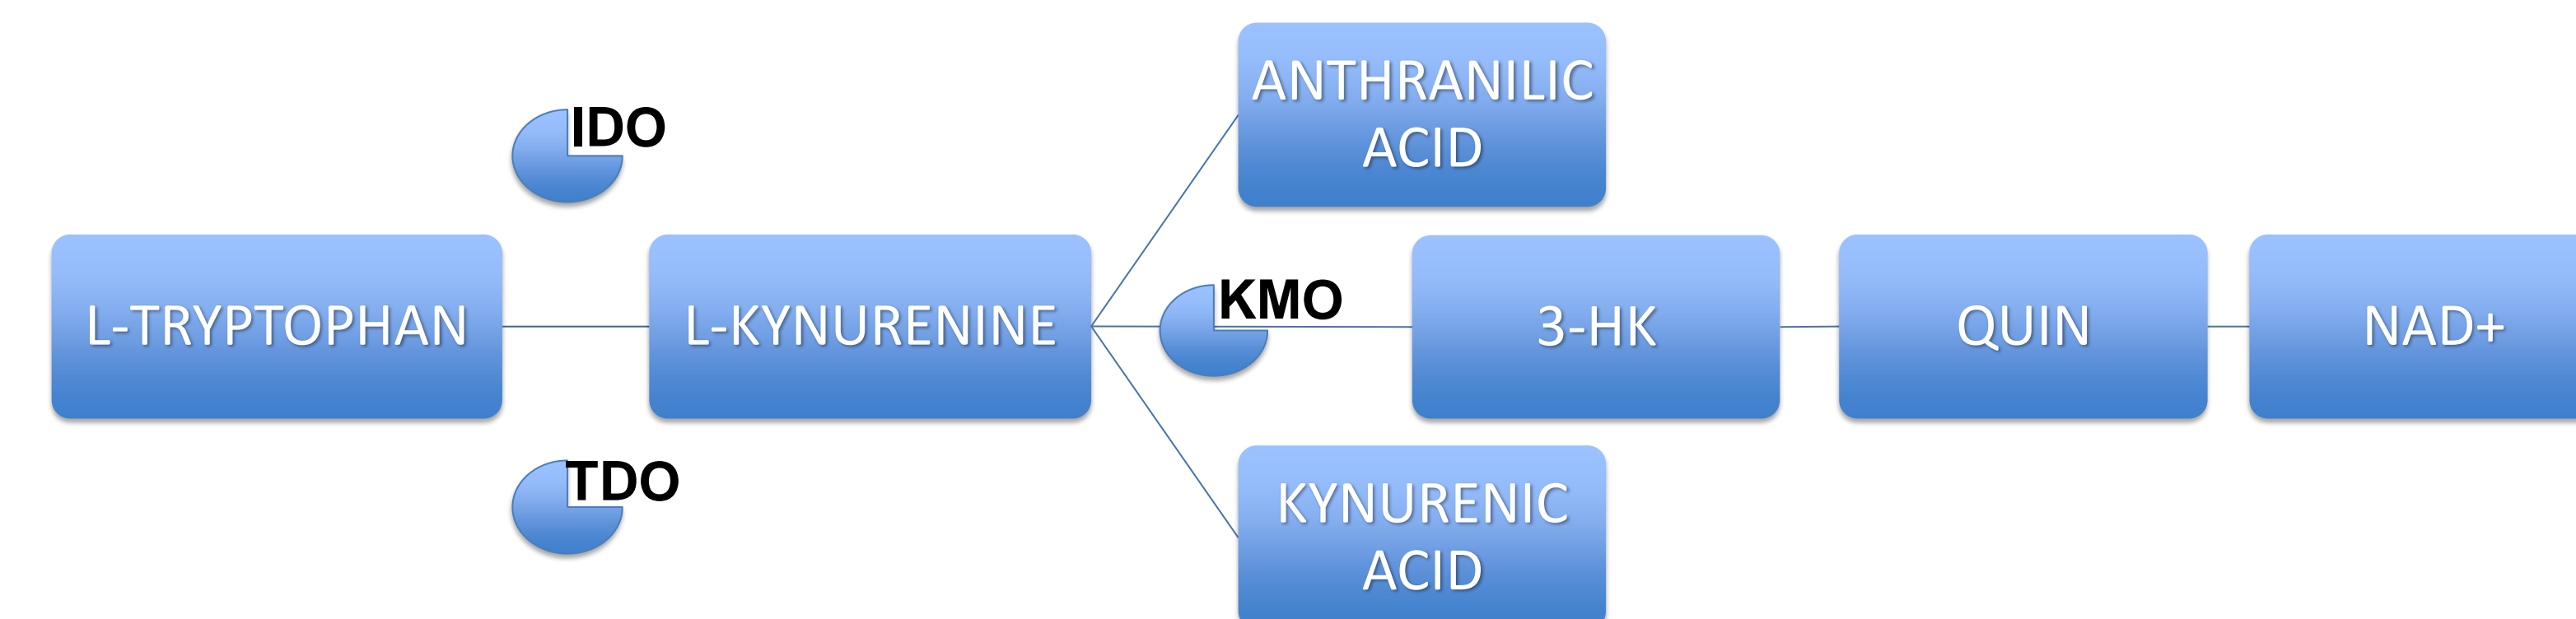 ANTHRANILIC
ACID
IDO
L-TRYPTOPHAN
L-KYNURENINE
KMO
3-HK
QUIN
NAD+
TDO
KYNURENIC
ACID